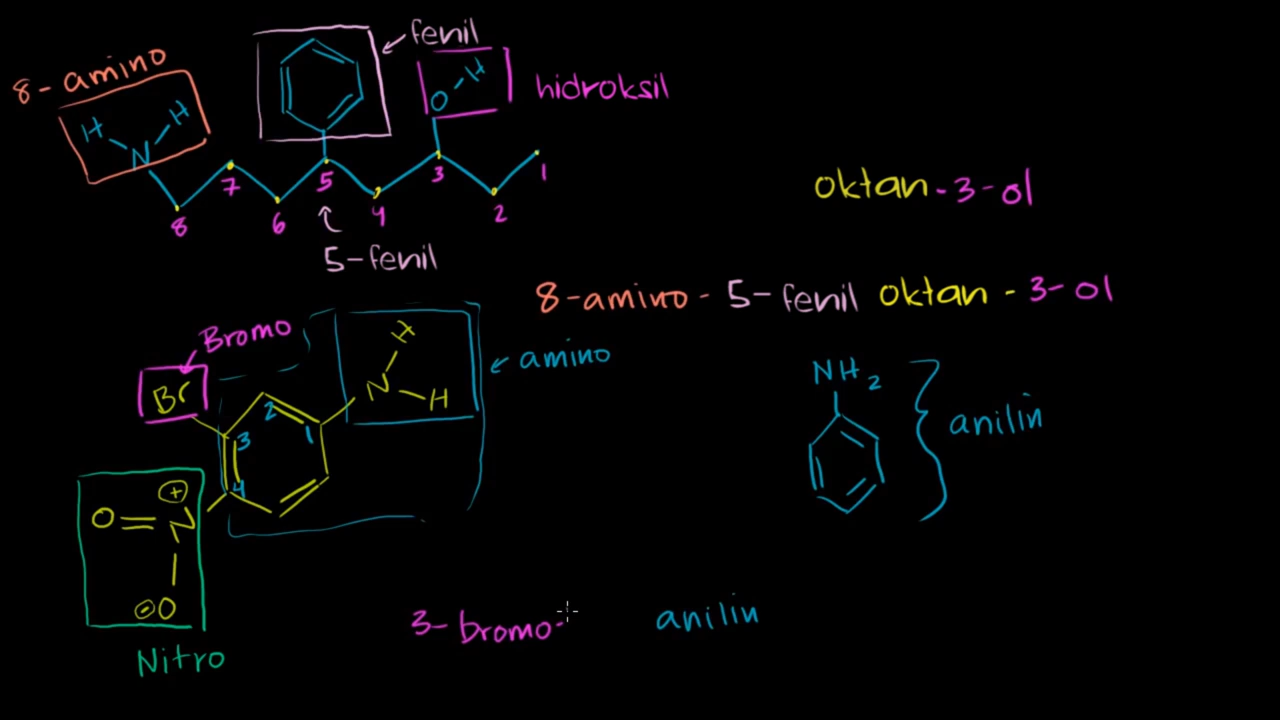 8-amino
H H
N
fenil
O-H
hidroksil
8 7 6 5 4 3 2 1
5-fenil
oktan-3-ol
8-amino-5-fenil oktan-3-ol
Bromo
Br
H
N H
amino
1 2 3 4
NH2
anilin
+
O=N
-O
Nitro
3-bromo- anilin